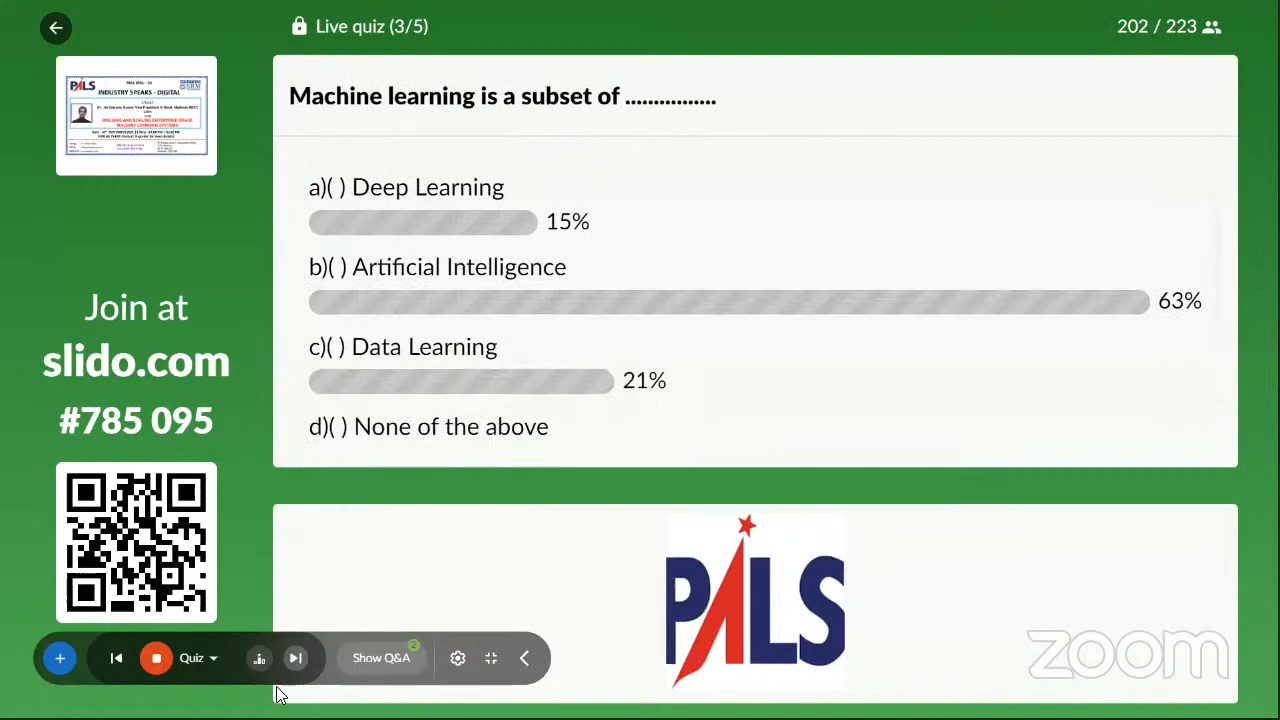 Live quiz (3/5)
202 / 223
PALS
INDUSTRY SPEAKS - DIGITAL
Machine learning is a subset of ................
a)( ) Deep Learning
15%
b)( ) Artificial Intelligence
63%
c)( ) Data Learning
21%
d)( ) None of the above
Join at
slido.com
#785 095
PALS
Quiz
Show Q&A
2
zoom